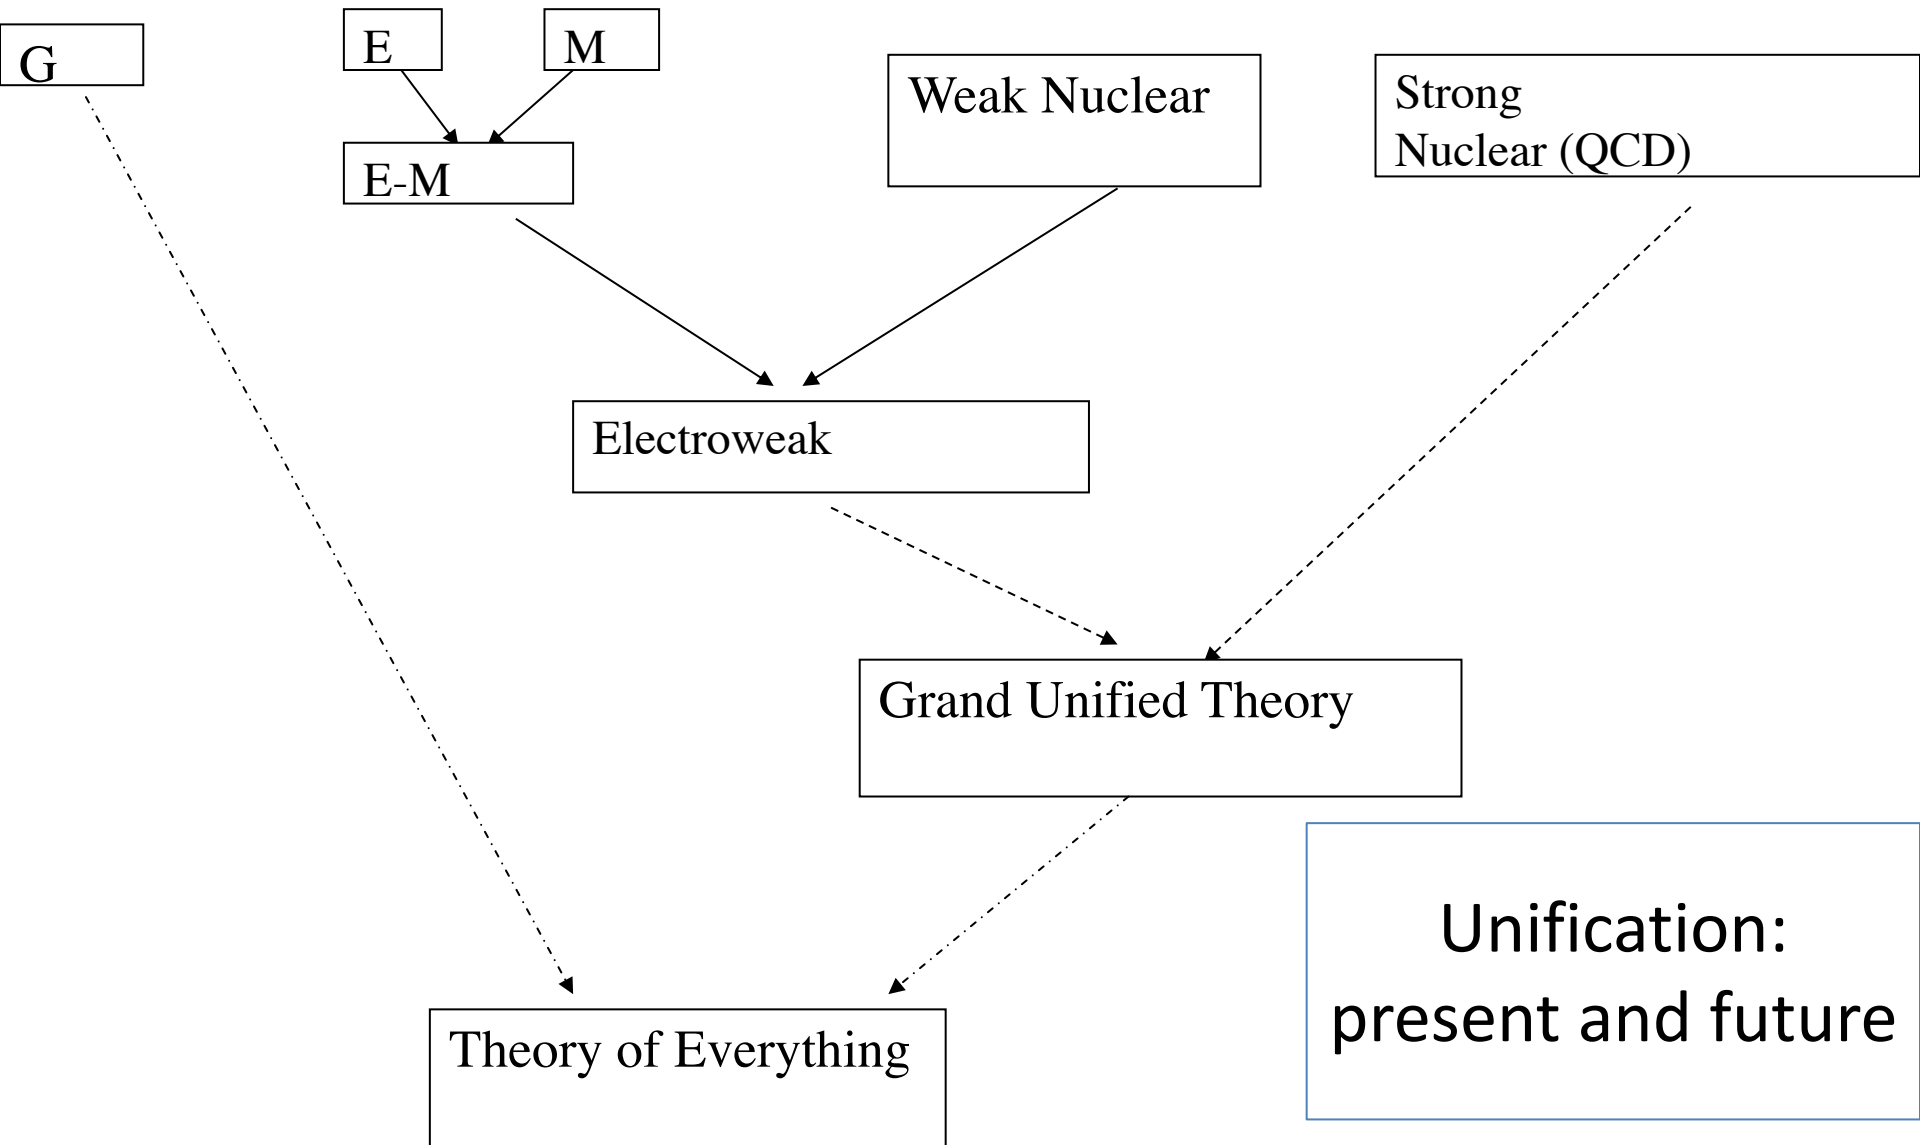 G
E
M
E-M
Weak Nuclear
Strong
Nuclear (QCD)
Electroweak
Grand Unified Theory
Theory of Everything
Unification:
present and future